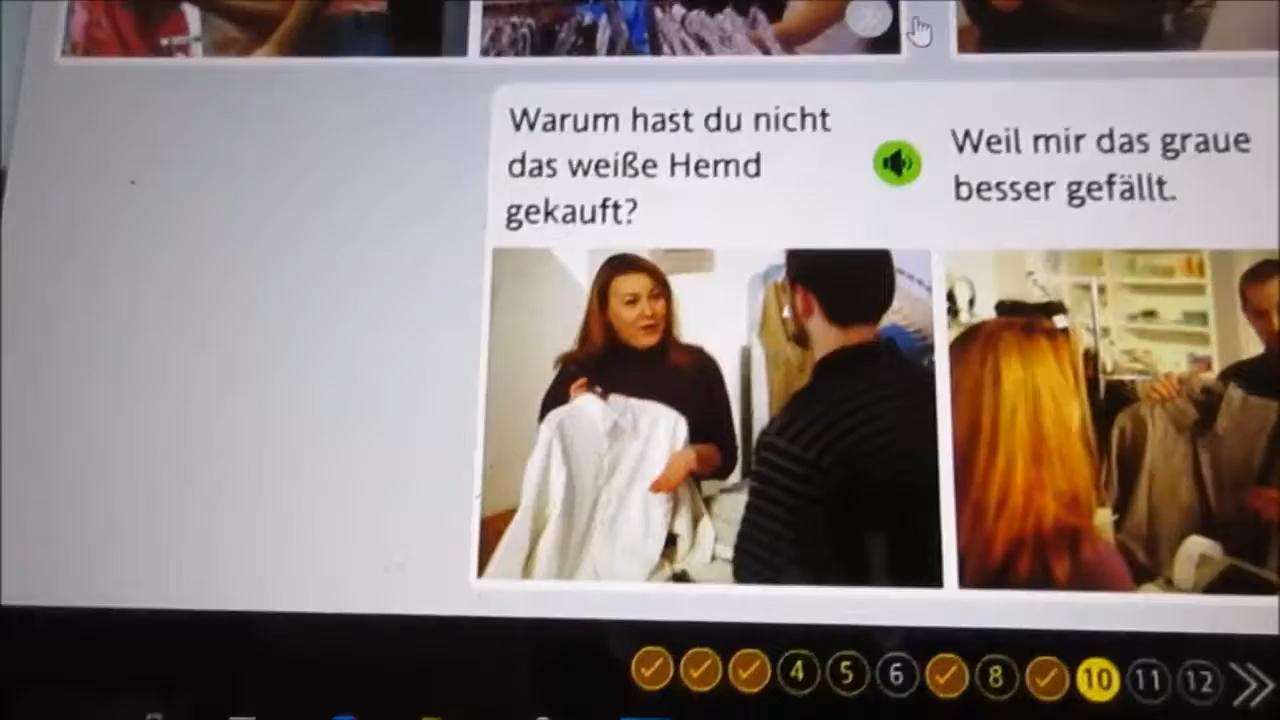 Warum hast du nicht
das weiße Hemd
gekauft?
Weil mir das graue
besser gefällt.
4 5 6 8 10 11 12